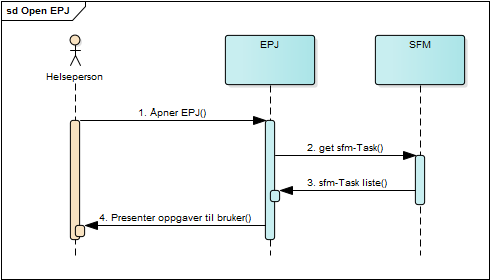 sd Open EPJ
EPJ
SFM
Helseperson
1. Åpner EPJ()
2. get sfm-Task()
3. sfm-Task liste()
4. Presenter oppgaver til bruker()